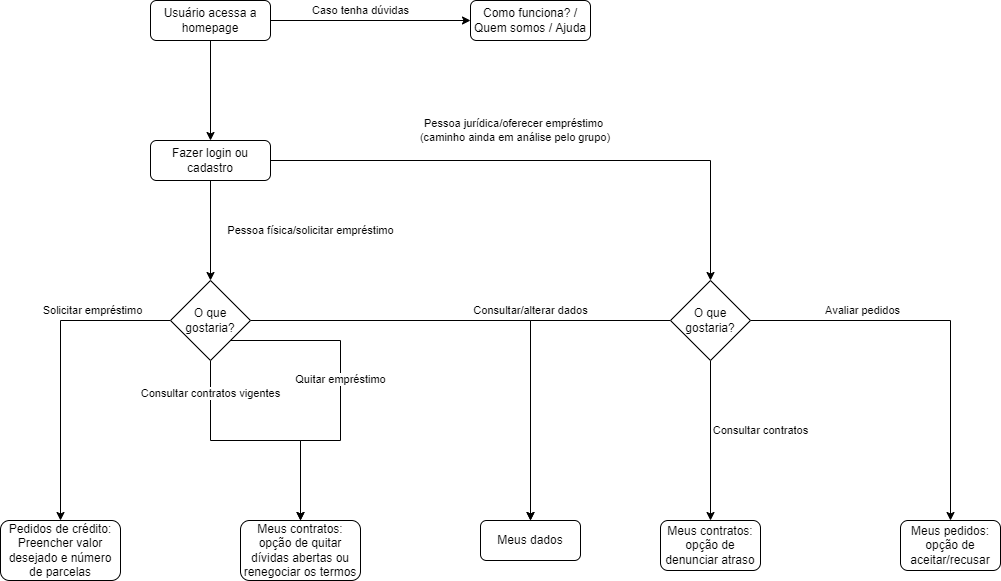 Usuário acessa a
homepage
Caso tenha dúvidas
Como funciona? /
Quem somos / Ajuda
Pessoa jurídica/oferecer empréstimo
(caminho ainda em análise pelo grupo)
Fazer login ou
cadastro
Pessoa física/solicitar empréstimo
Solicitar empréstimo
O que
gostaria?
Consultar/alterar dados
O que
gostaria?
Avaliar pedidos
Quitar empréstimo
Consultar contratos vigentes
Consultar contratos
Pedidos de crédito:
Preencher valor
desejado e número
de parcelas
Meus contratos:
opção de quitar
dívidas abertas ou
renegociar os termos
Meus dados
Meus contratos:
opção de
denunciar atraso
Meus pedidos:
opção de
aceitar/recusar